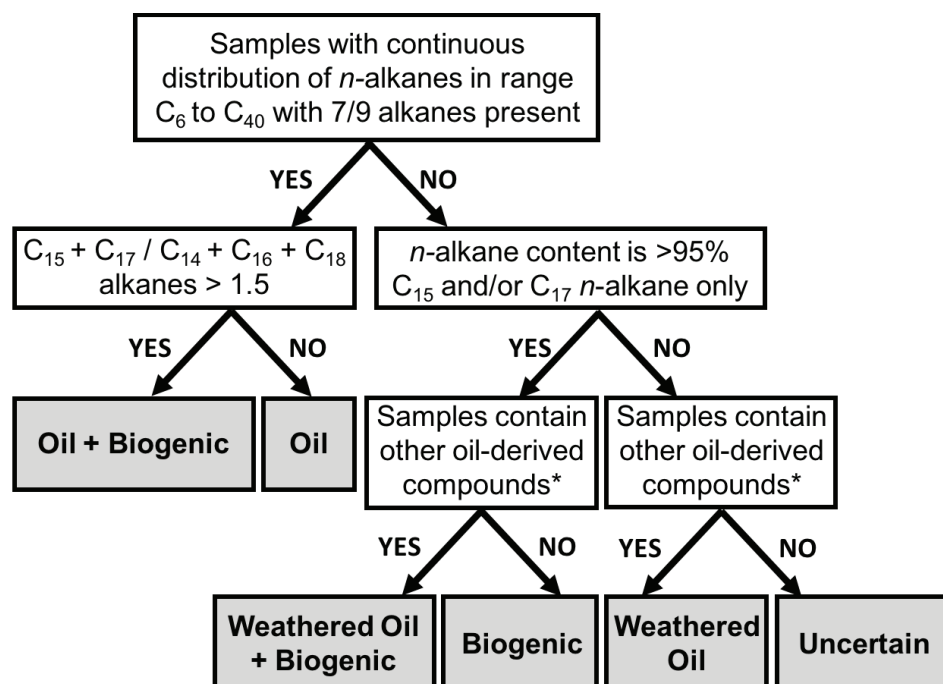 Samples with continuous
distribution of n-alkanes in range
C₆ to C₄₀ with 7/9 alkanes present
YES
NO
C₁₅ + C₁₇ / C₁₄ + C₁₆ + C₁₈
alkanes > 1.5
n-alkane content is >95%
C₁₅ and/or C₁₇ n-alkane only
YES
NO
YES
NO
Oil + Biogenic
Oil
Samples contain
other oil-derived
compounds*
Samples contain
other oil-derived
compounds*
YES
NO
YES
NO
Weathered Oil
+ Biogenic
Biogenic
Weathered
Oil
Uncertain